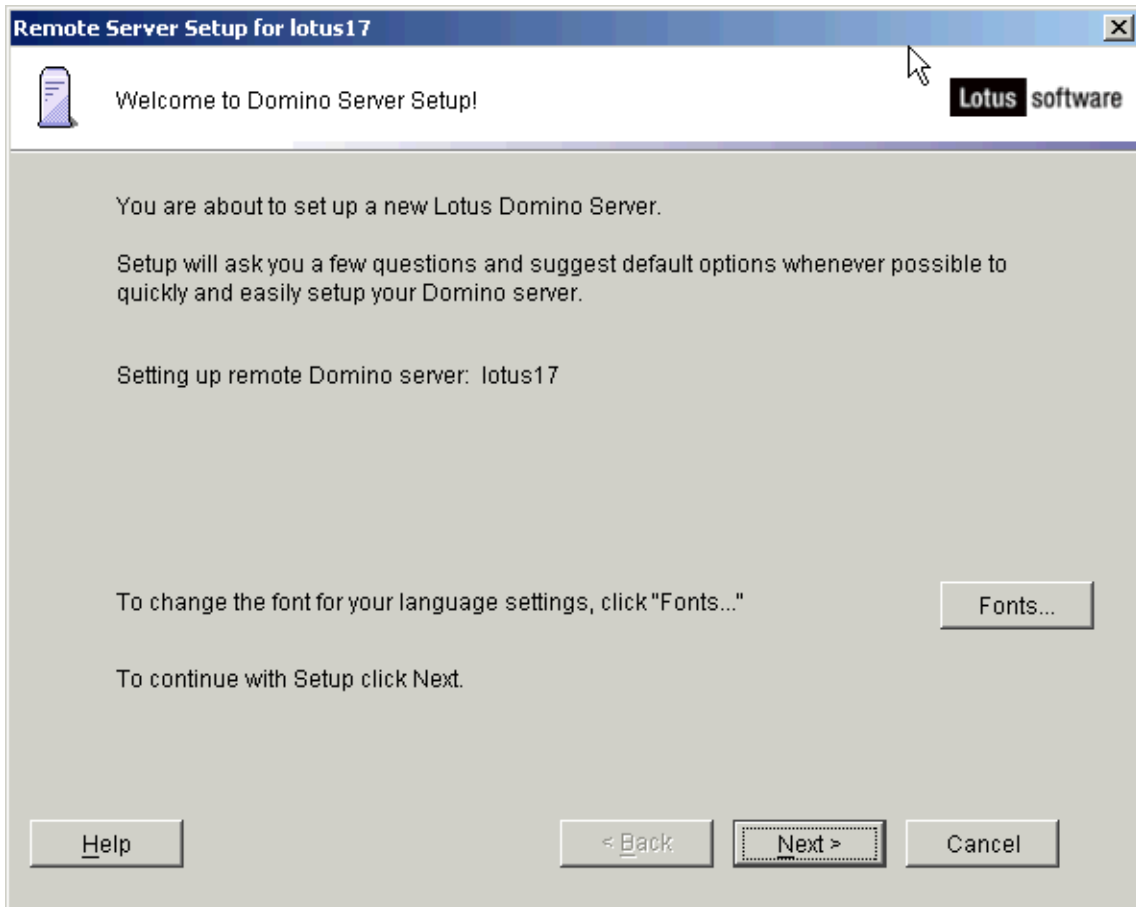 Remote Server Setup for lotus17
Welcome to Domino Server Setup!
Lotus software
You are about to set up a new Lotus Domino Server.
Setup will ask you a few questions and suggest default options whenever possible to
quickly and easily setup your Domino server.
Setting up remote Domino server: lotus17
To change the font for your language settings, click "Fonts..."
Fonts...
To continue with Setup click Next.
Help
< Back
Next >
Cancel